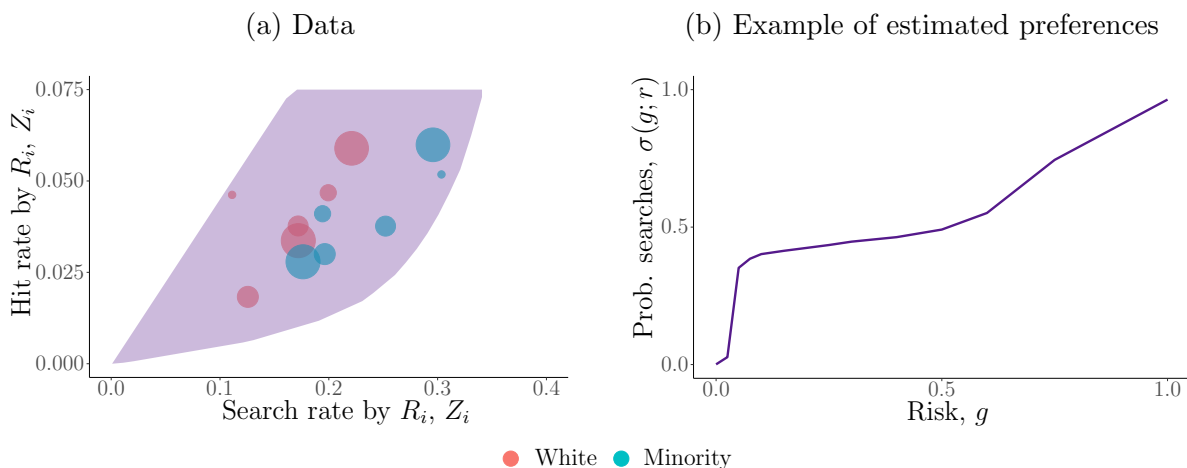 (a) Data
(b) Example of estimated preferences
Hit rate by R_i, Z_i
0.075
0.050
0.025
0.000
0.0 0.1 0.2 0.3 0.4
Search rate by R_i, Z_i
Prob. searches, σ(g; r)
1.0
0.5
0.0
0.0 0.5 1.0
Risk, g
White Minority